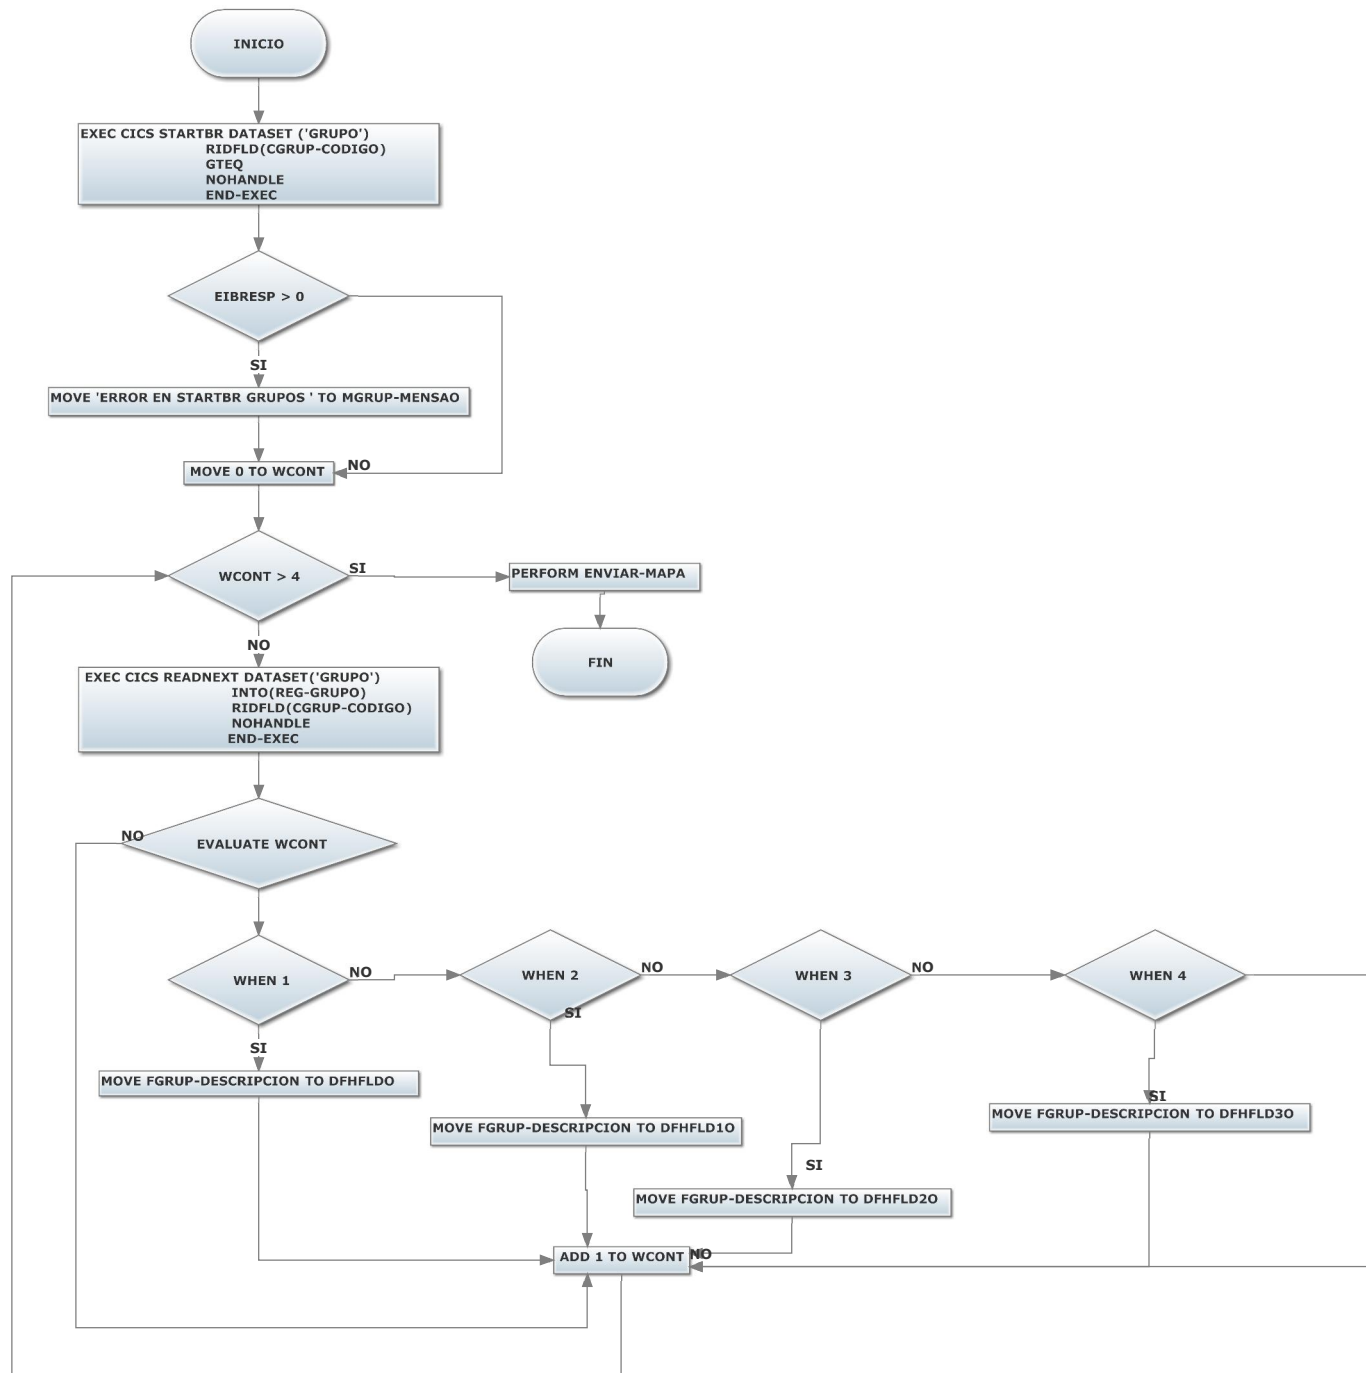 INICIO
EXEC CICS STARTBR DATASET ('GRUPO')
RIDFLD(CGRUP-CODIGO)
GTEQ
NOHANDLE
END-EXEC
EIBRESP > 0
SI
MOVE 'ERROR EN STARTBR GRUPOS ' TO MGRUP-MENSAO
MOVE 0 TO WCONT
NO
WCONT > 4
SI
PERFORM ENVIAR-MAPA
FIN
NO
EXEC CICS READNEXT DATASET('GRUPO')
INTO(REG-GRUPO)
RIDFLD(CGRUP-CODIGO)
NOHANDLE
END-EXEC
NO
EVALUATE WCONT
WHEN 1
NO
WHEN 2
NO
WHEN 3
NO
WHEN 4
SI
SI
MOVE FGRUP-DESCRIPCION TO DFHFLDO
MOVE FGRUP-DESCRIPCION TO DFHFLD1O
SI
MOVE FGRUP-DESCRIPCION TO DFHFLD3O
SI
MOVE FGRUP-DESCRIPCION TO DFHFLD2O
ADD 1 TO WCONT
NO